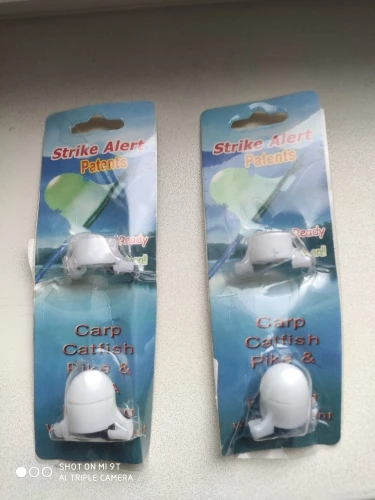 Strike Alert
Patents
Ready
Carp
Catfish
Pike &
Strike Alert
Patents
Ready
Carp
Catfish
Pike &
SHOT ON MI 9T
AI TRIPLE CAMERA